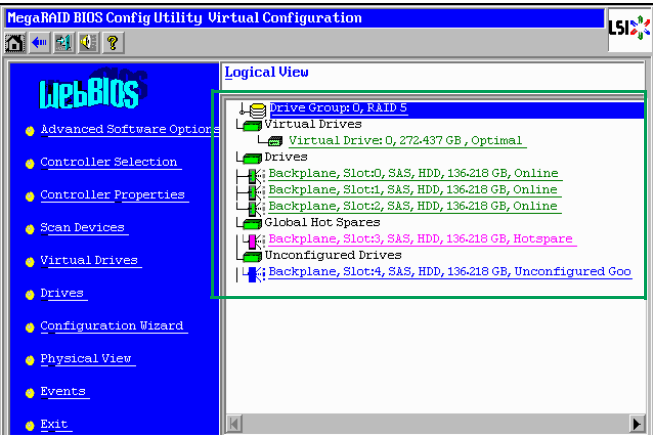 MegaRAID BIOS Config Utility Virtual Configuration
LSI
WebBIOS
Advanced Software Options
Controller Selection
Controller Properties
Scan Devices
Virtual Drives
Drives
Configuration Wizard
Physical View
Events
Exit
Logical View
Drive Group: 0, RAID 5
Virtual Drives
Virtual Drive: 0, 272.437 GB , Optimal
Drives
Backplane, Slot:0, SAS, HDD, 136.218 GB, Online
Backplane, Slot:1, SAS, HDD, 136.218 GB, Online
Backplane, Slot:2, SAS, HDD, 136.218 GB, Online
Global Hot Spares
Backplane, Slot:3, SAS, HDD, 136.218 GB, Hotspare
Unconfigured Drives
Backplane, Slot:4, SAS, HDD, 136.218 GB, Unconfigured Goo